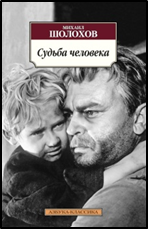 МИХАИЛ
ШОЛОХОВ
Судьба человека
АЗБУКА-КЛАССИКА